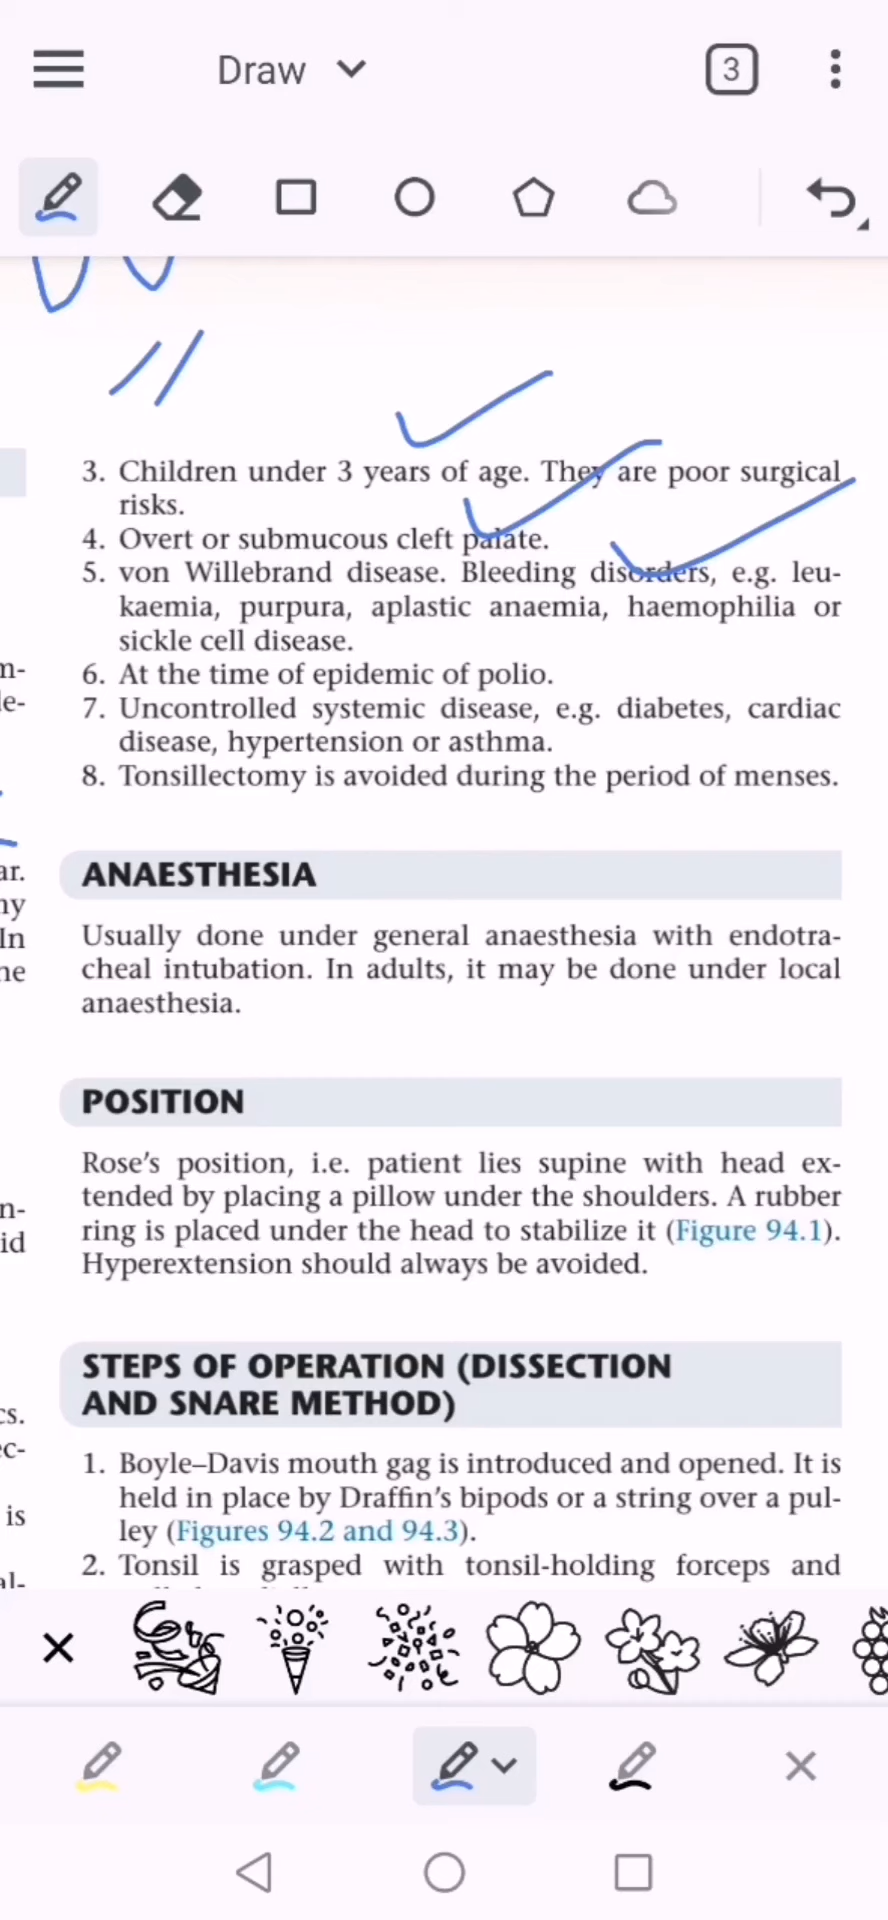 Draw
3
3. Children under 3 years of age. They are poor surgical
risks.
4. Overt or submucous cleft palate.
5. von Willebrand disease. Bleeding disorders, e.g. leu-
kaemia, purpura, aplastic anaemia, haemophilia or
sickle cell disease.
6. At the time of epidemic of polio.
7. Uncontrolled systemic disease, e.g. diabetes, cardiac
disease, hypertension or asthma.
8. Tonsillectomy is avoided during the period of menses.
ANAESTHESIA
Usually done under general anaesthesia with endotra-
cheal intubation. In adults, it may be done under local
anaesthesia.
POSITION
Rose's position, i.e. patient lies supine with head ex-
tended by placing a pillow under the shoulders. A rubber
ring is placed under the head to stabilize it (Figure 94.1).
Hyperextension should always be avoided.
STEPS OF OPERATION (DISSECTION
AND SNARE METHOD)
1. Boyle–Davis mouth gag is introduced and opened. It is
held in place by Draffin's bipods or a string over a pul-
ley (Figures 94.2 and 94.3).
2. Tonsil is grasped with tonsil-holding forceps and